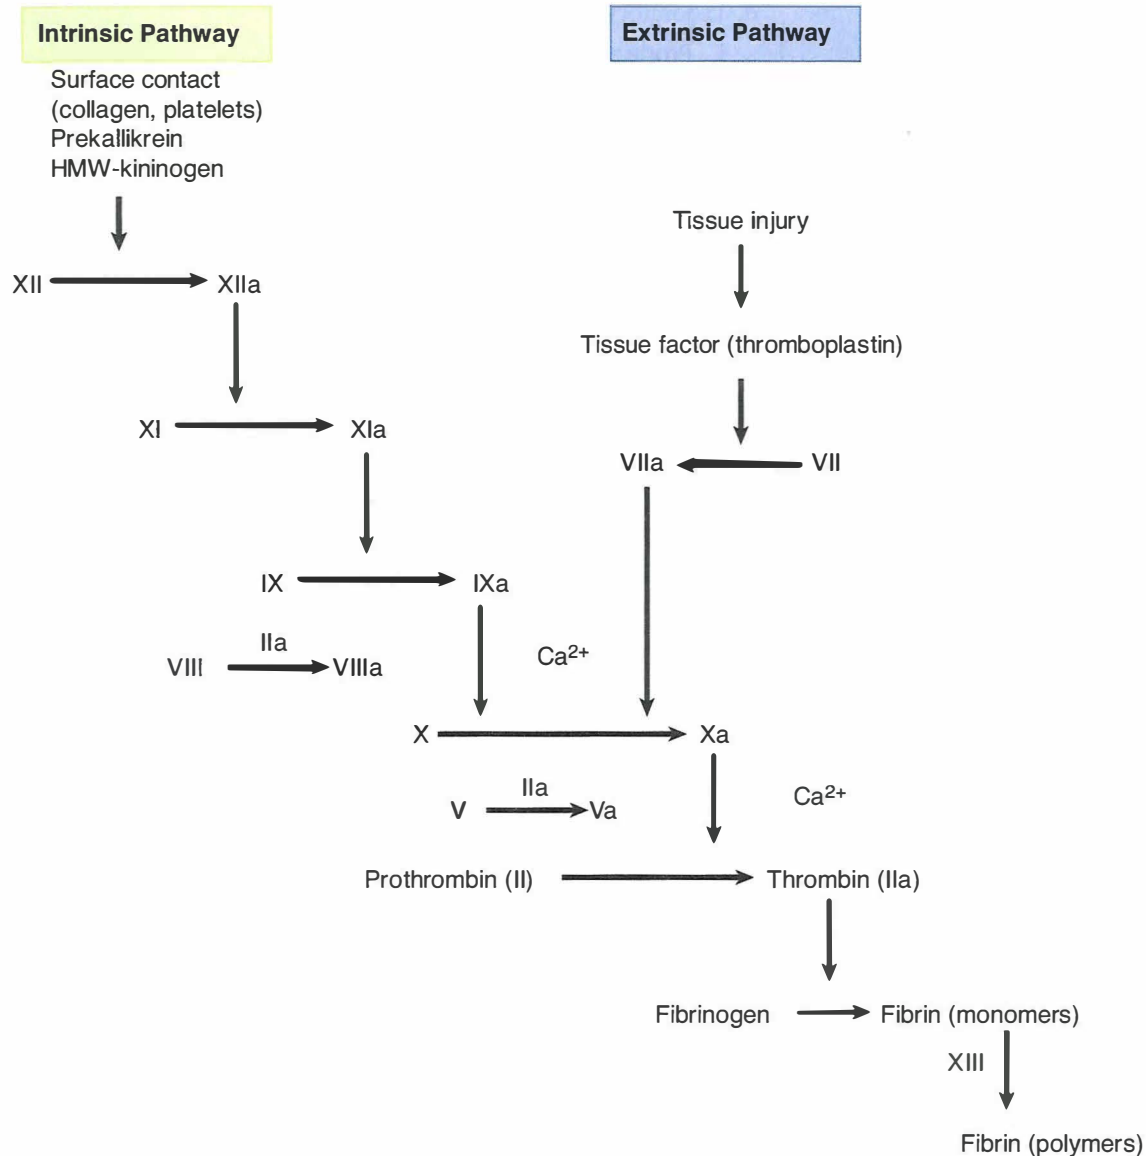 Intrinsic Pathway
Extrinsic Pathway
Surface contact
(collagen, platelets)
Prekallikrein
HMW-kininogen
Tissue injury
XII XIIa
Tissue factor (thromboplastin)
XI XIa
VIIa VII
IX IXa
IIa
VIII VIIIa
Ca²⁺
X Xa
IIa
V Va
Ca²⁺
Prothrombin (II) Thrombin (IIa)
Fibrinogen Fibrin (monomers)
XIII
Fibrin (polymers)